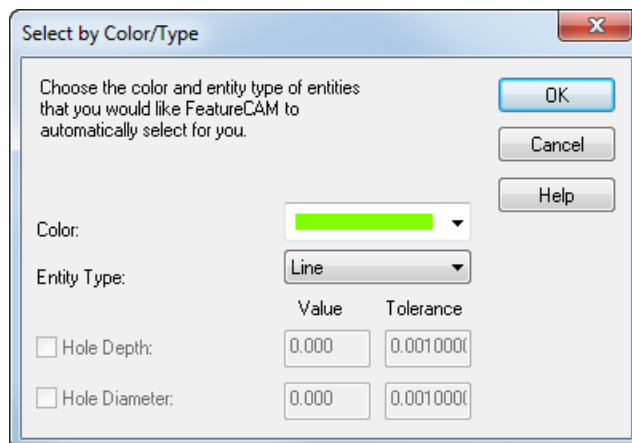 Select by Color/Type
Choose the color and entity type of entities
that you would like FeatureCAM to
automatically select for you.
OK
Cancel
Help
Color:
Entity Type:
Line
Value
Tolerance
Hole Depth:
0.000
0.001000(
Hole Diameter:
0.000
0.001000(